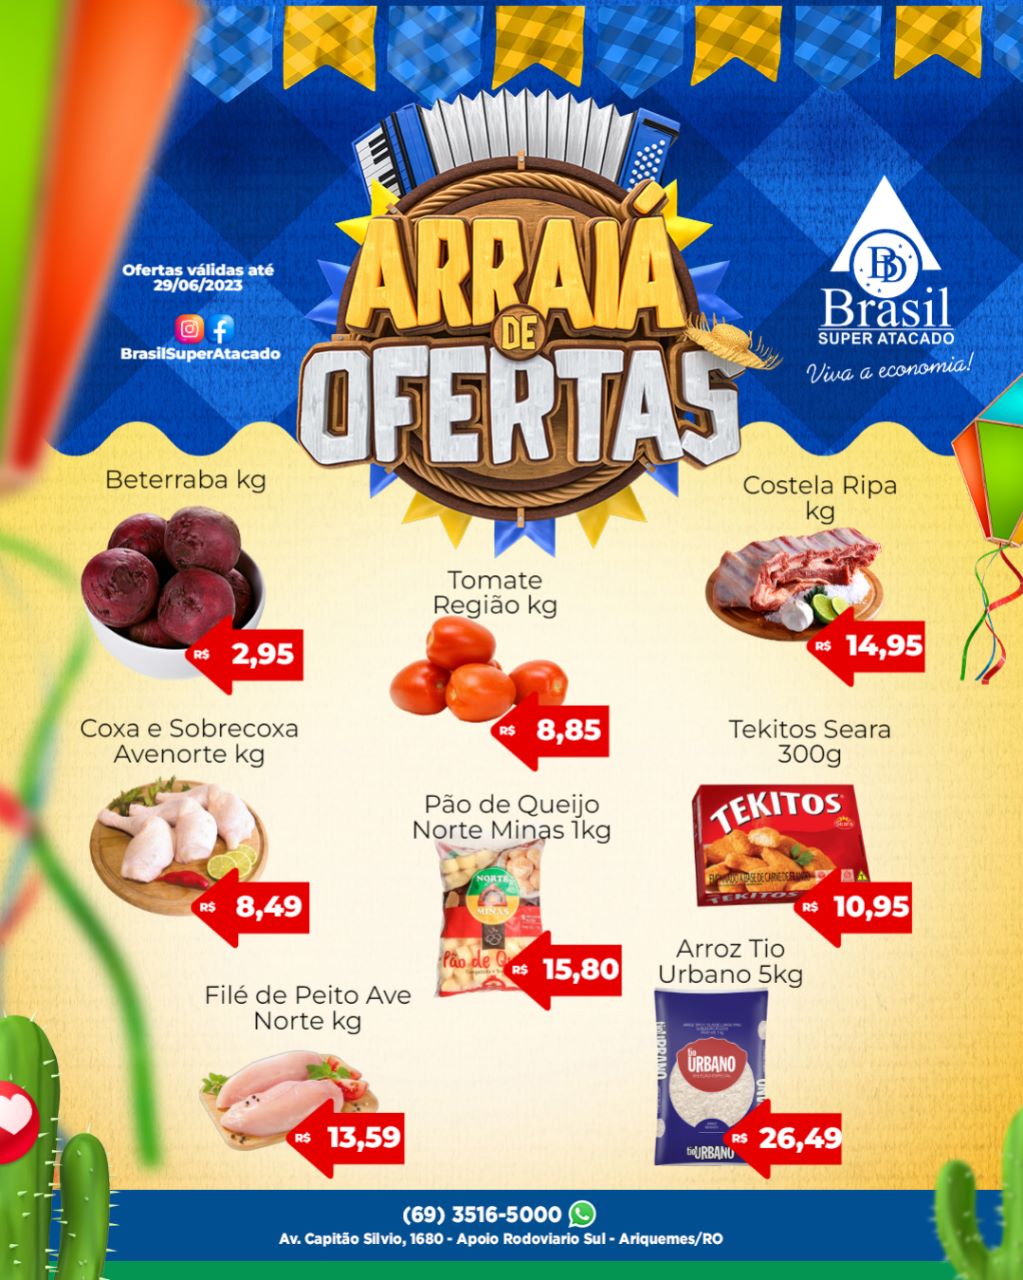 ARRAIÁ
DE
OFERTAS
Ofertas válidas até
29/06/2023
BrasilSuperAtacado
BD
Brasil
SUPER ATACADO
Viva a economia!
Beterraba kg
R$ 2,95
Costela Ripa
kg
R$ 14,95
Tomate
Região kg
R$ 8,85
Coxa e Sobrecoxa
Avenorte kg
R$ 8,49
Tekitos Seara
300g
TEKITOS
Seara
TEKITOS
R$ 10,95
Pão de Queijo
Norte Minas 1kg
NORTE
MINAS
Pão de Q
R$ 15,80
Arroz Tio
Urbano 5kg
tio
URBANO
tioURBANO
R$ 26,49
Filé de Peito Ave
Norte kg
R$ 13,59
(69) 3516-5000
Av. Capitão Silvio, 1680 - Apoio Rodoviario Sul - Ariquemes/RO